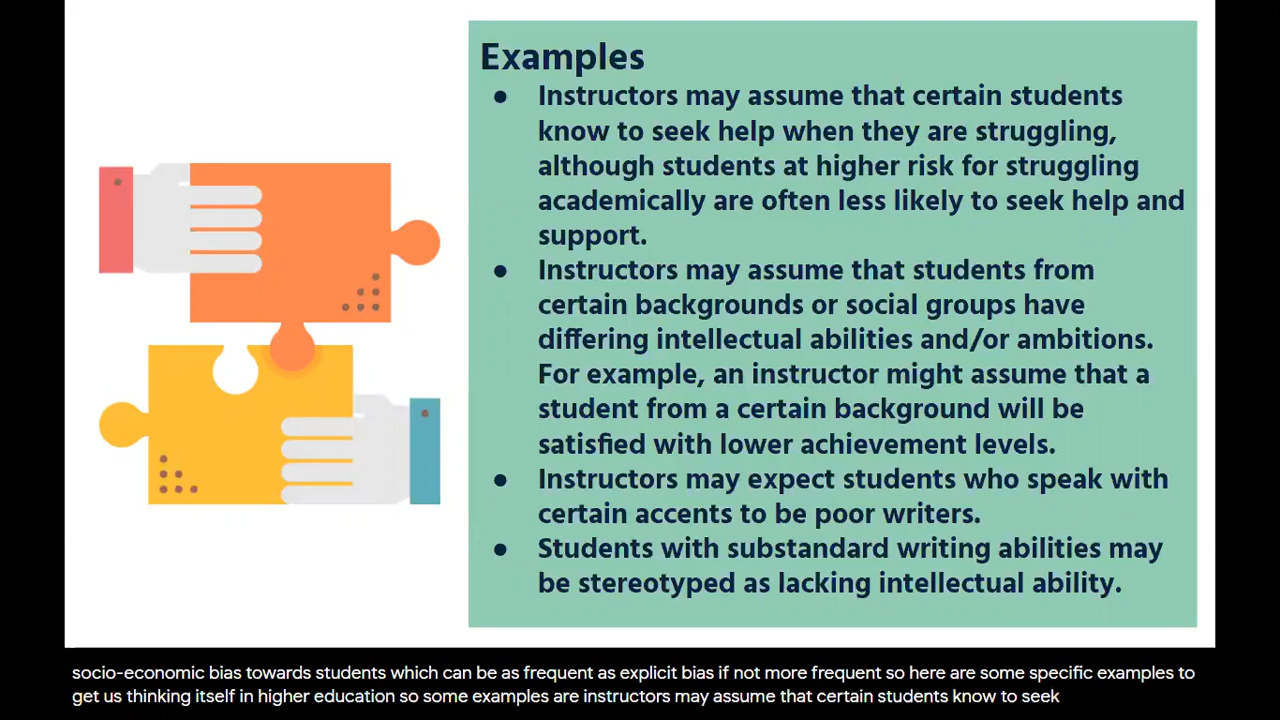 Examples
● Instructors may assume that certain students
know to seek help when they are struggling,
although students at higher risk for struggling
academically are often less likely to seek help and
support.
● Instructors may assume that students from
certain backgrounds or social groups have
differing intellectual abilities and/or ambitions.
For example, an instructor might assume that a
student from a certain background will be
satisfied with lower achievement levels.
● Instructors may expect students who speak with
certain accents to be poor writers.
● Students with substandard writing abilities may
be stereotyped as lacking intellectual ability.
socio-economic bias towards students which can be as frequent as explicit bias if not more frequent so here are some specific examples to
get us thinking itself in higher education so some examples are instructors may assume that certain students know to seek